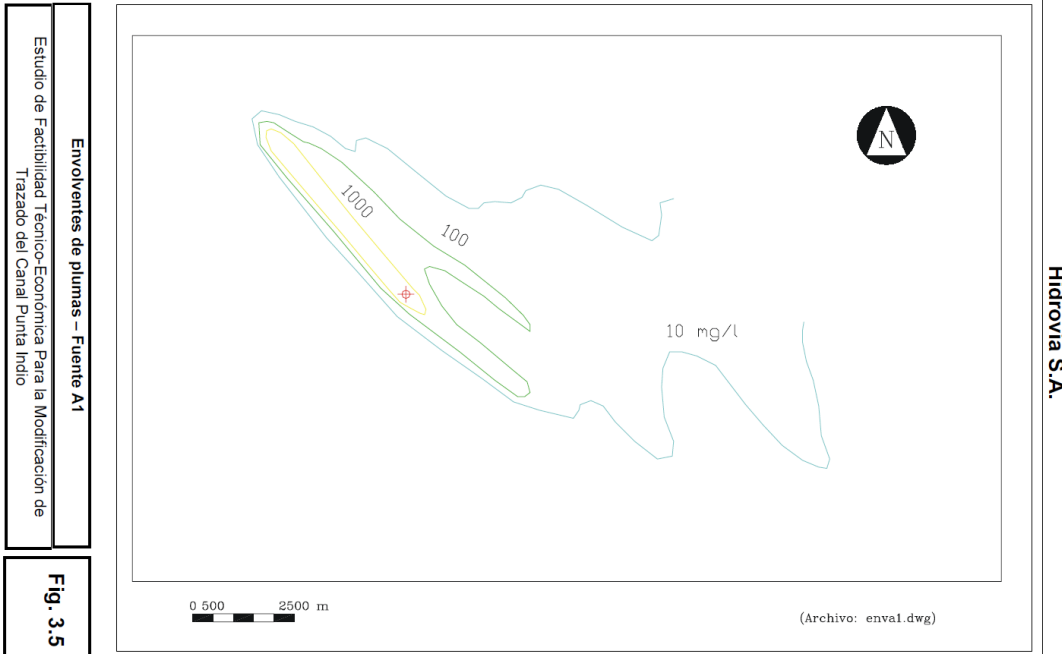 Hidrovia S.A.
N
1000
100
10 mg/l
0 500 2500 m
(Archivo: enva1.dwg)
Envolventes de plumas – Fuente A1
Estudio de Factibilidad Técnico-Económica Para la Modificación de
Trazado del Canal Punta Indio
Fig. 3.5